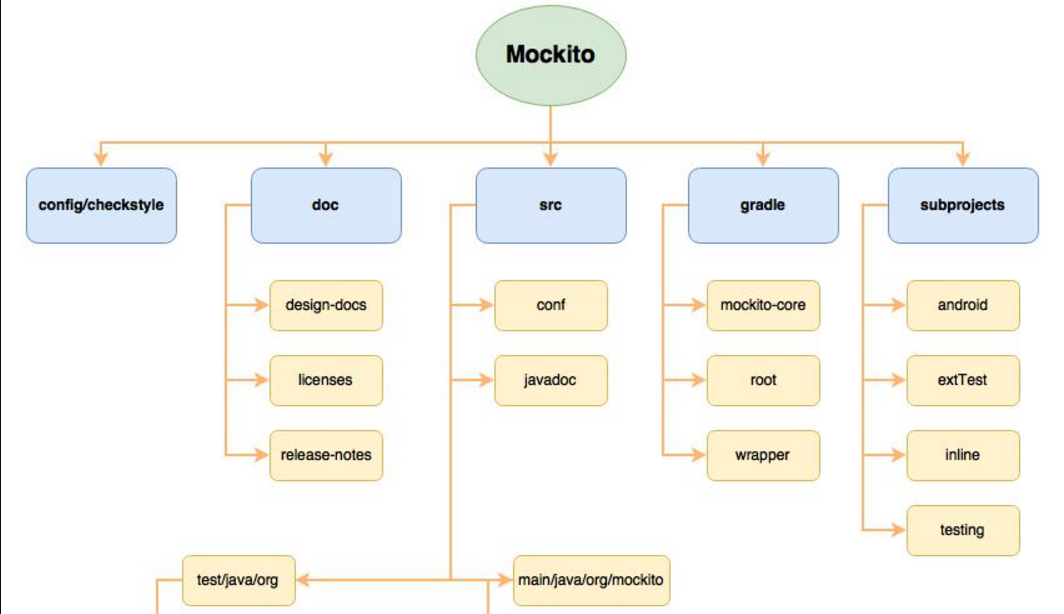 Mockito
config/checkstyle
doc
src
gradle
subprojects
design-docs
conf
mockito-core
android
licenses
javadoc
root
extTest
release-notes
wrapper
inline
testing
test/java/org
main/java/org/mockito